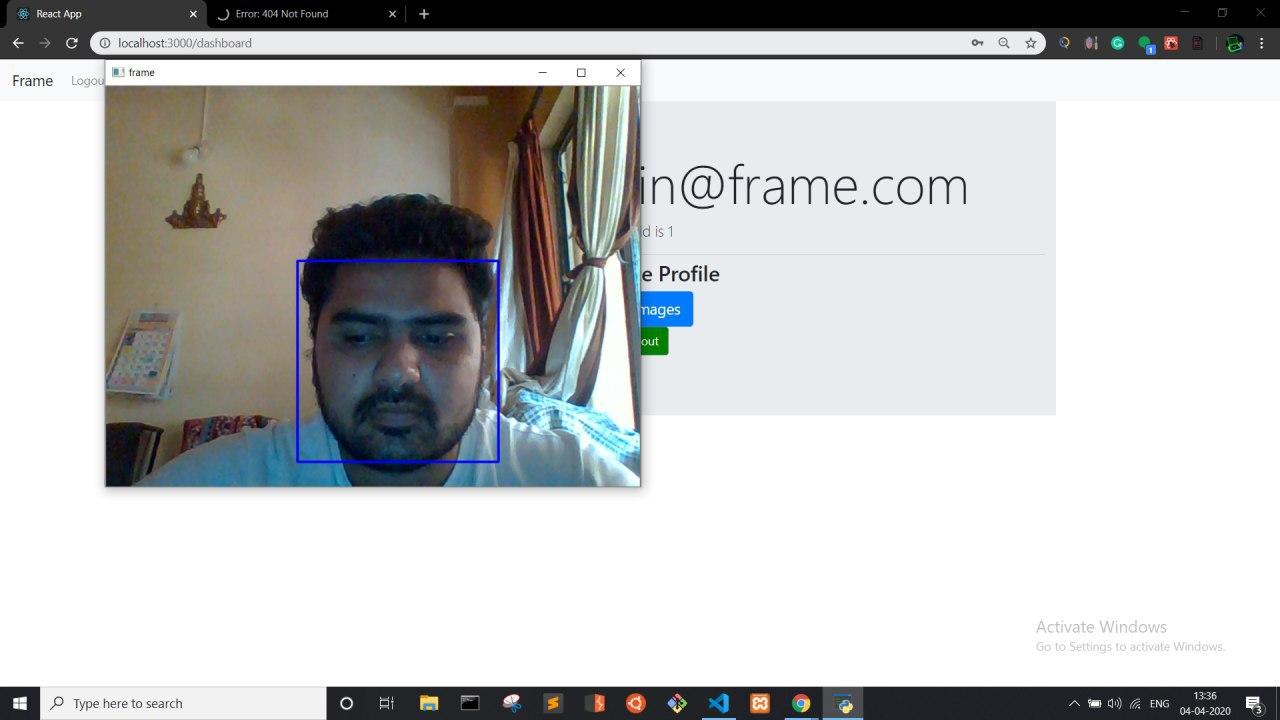 React App
Error: 404 Not Found
localhost:3000/dashboard
Frame
Logou
frame
in@frame.com
d is 1
e Profile
mages
out
Activate Windows
Go to Settings to activate Windows.
Type here to search
1
ENG
13:36
04-04-2020
3